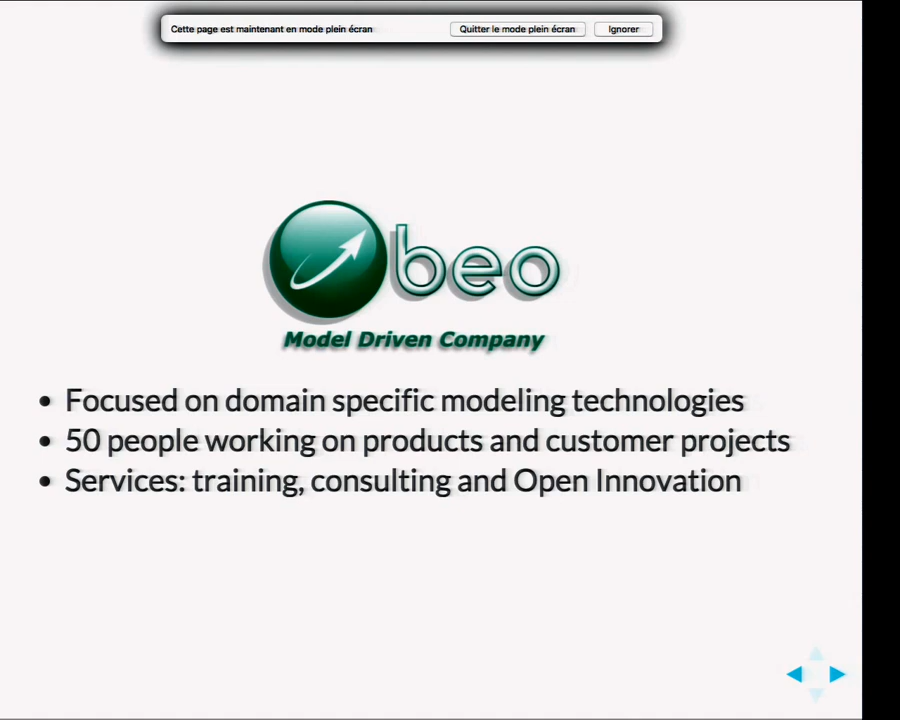 Cette page est maintenant en mode plein écran Quitter le mode plein écran Ignorer
Obeo
Model Driven Company
• Focused on domain specific modeling technologies
• 50 people working on products and customer projects
• Services: training, consulting and Open Innovation